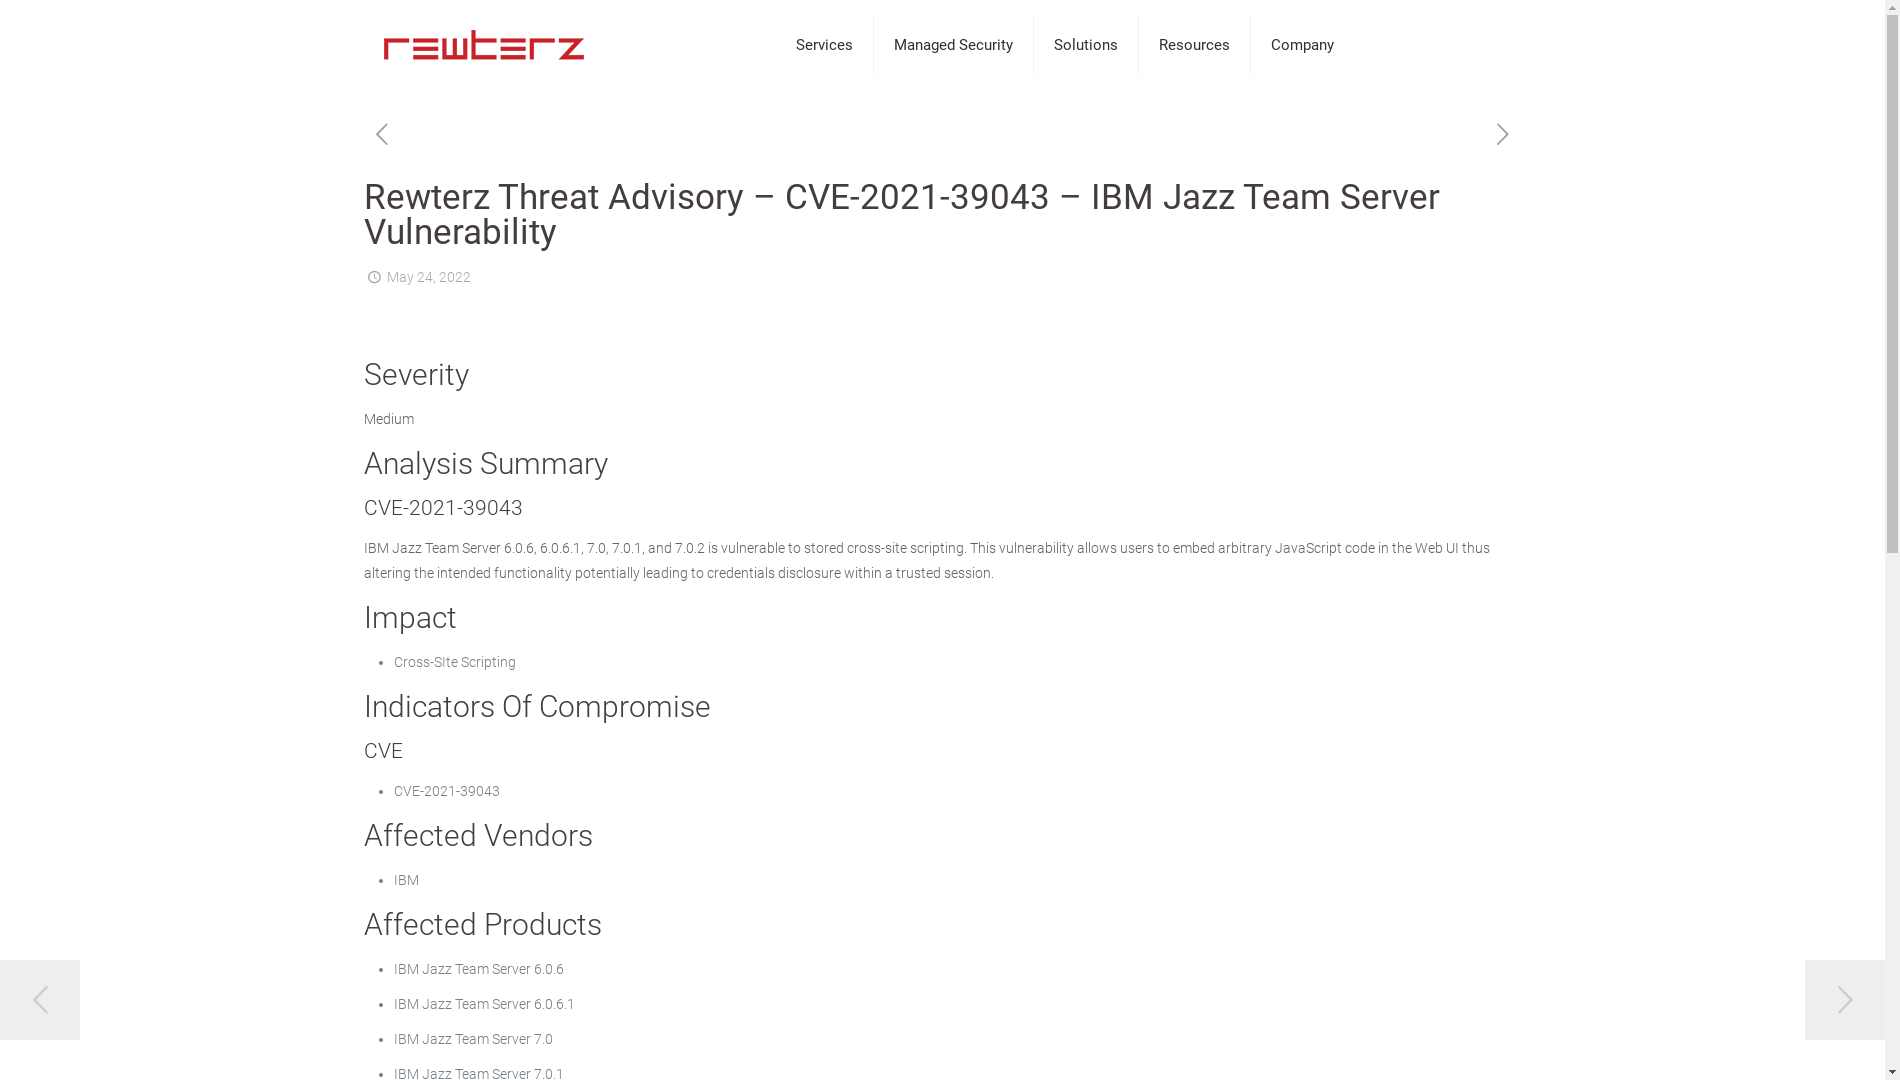 rewterz
Services
Managed Security
Solutions
Resources
Company
Rewterz Threat Advisory – CVE-2021-39043 – IBM Jazz Team Server
Vulnerability
May 24, 2022
Severity
Medium
Analysis Summary
CVE-2021-39043
IBM Jazz Team Server 6.0.6, 6.0.6.1, 7.0, 7.0.1, and 7.0.2 is vulnerable to stored cross-site scripting. This vulnerability allows users to embed arbitrary JavaScript code in the Web UI thus
altering the intended functionality potentially leading to credentials disclosure within a trusted session.
Impact
Cross-SIte Scripting
Indicators Of Compromise
CVE
CVE-2021-39043
Affected Vendors
IBM
Affected Products
IBM Jazz Team Server 6.0.6
IBM Jazz Team Server 6.0.6.1
IBM Jazz Team Server 7.0
IBM Jazz Team Server 7.0.1